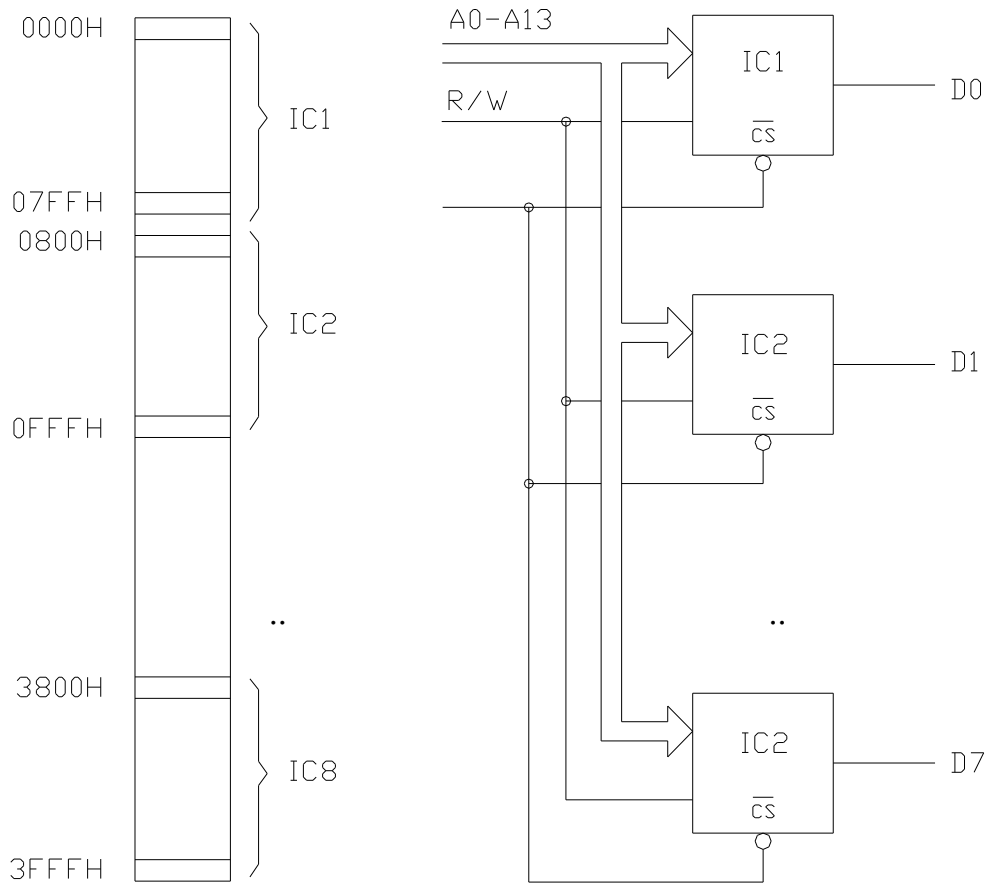 0000H
IC1
07FFH
0800H
IC2
0FFFH
..
3800H
IC8
3FFFH
A0-A13
R/W
IC1
CS
D0
IC2
CS
D1
..
IC2
CS
D7